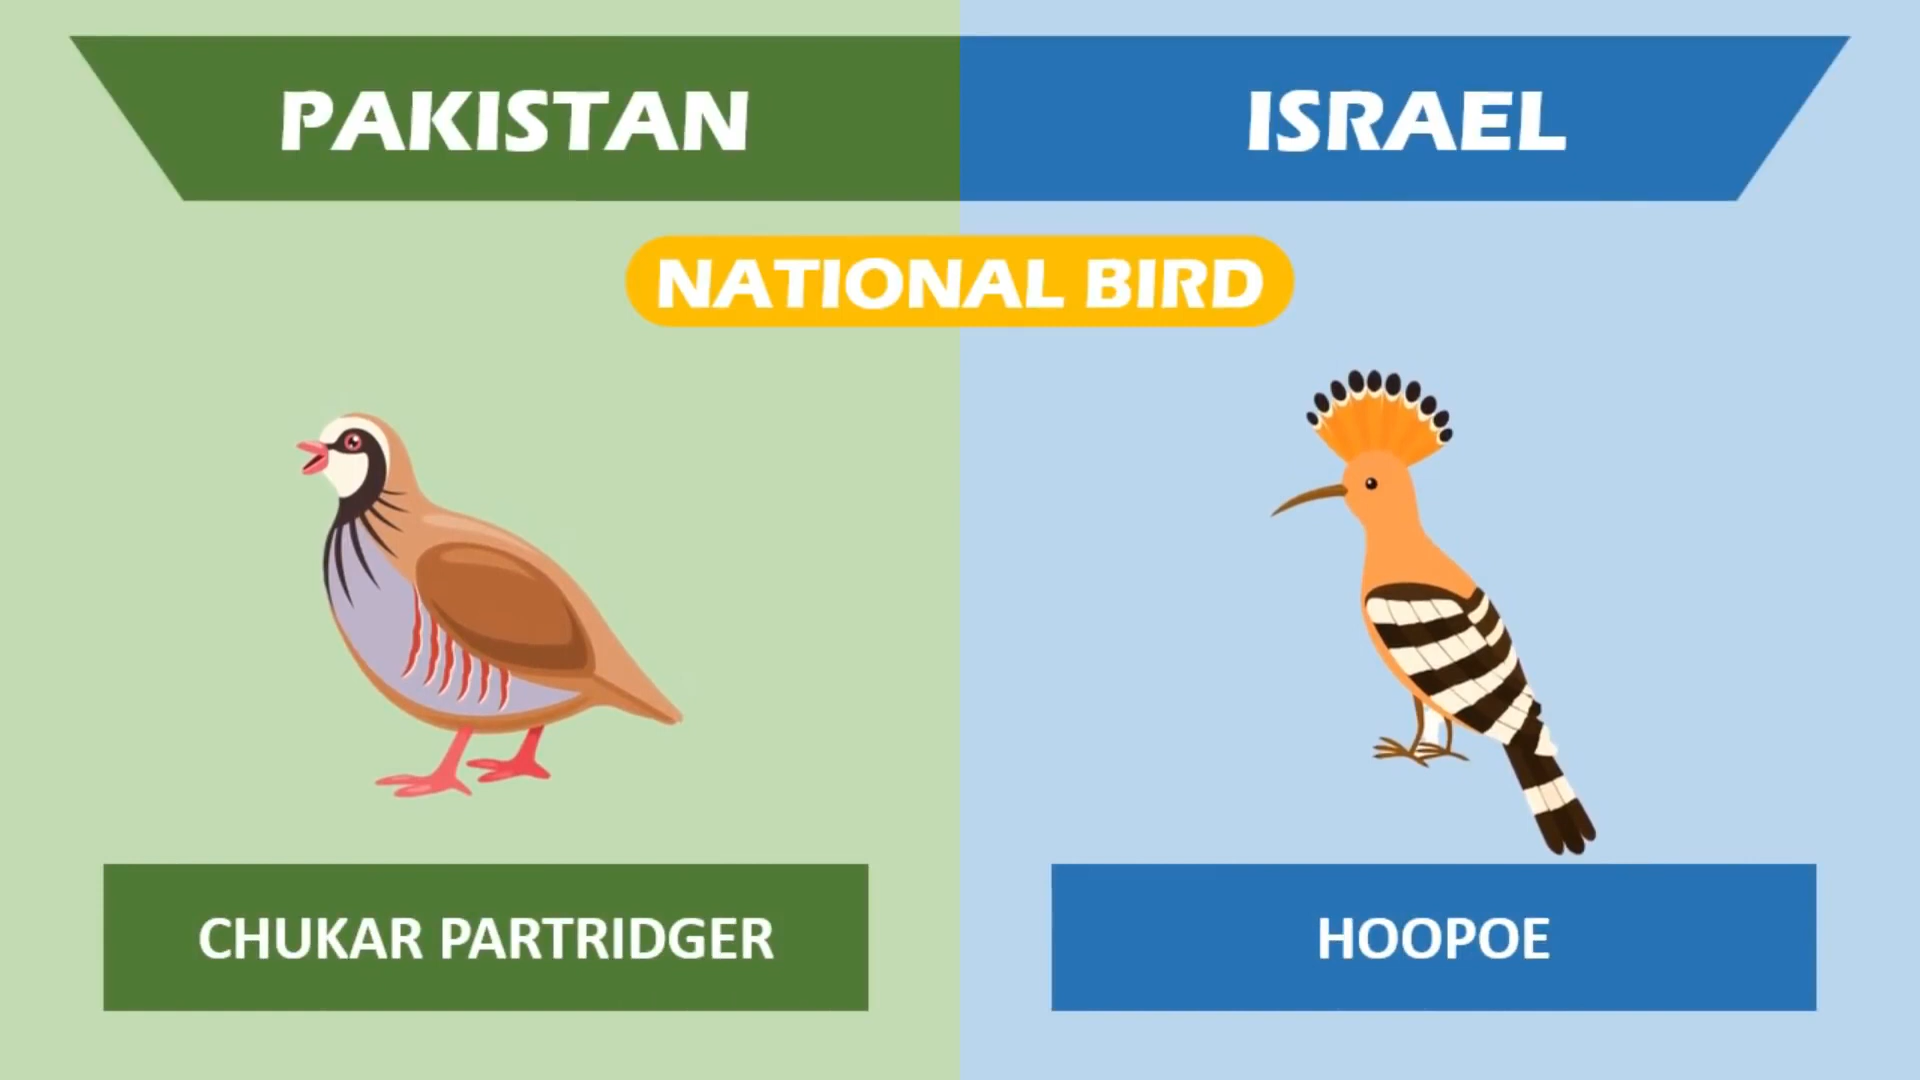 PAKISTAN
ISRAEL
NATIONAL BIRD
CHUKAR PARTRIDGER
HOOPOE